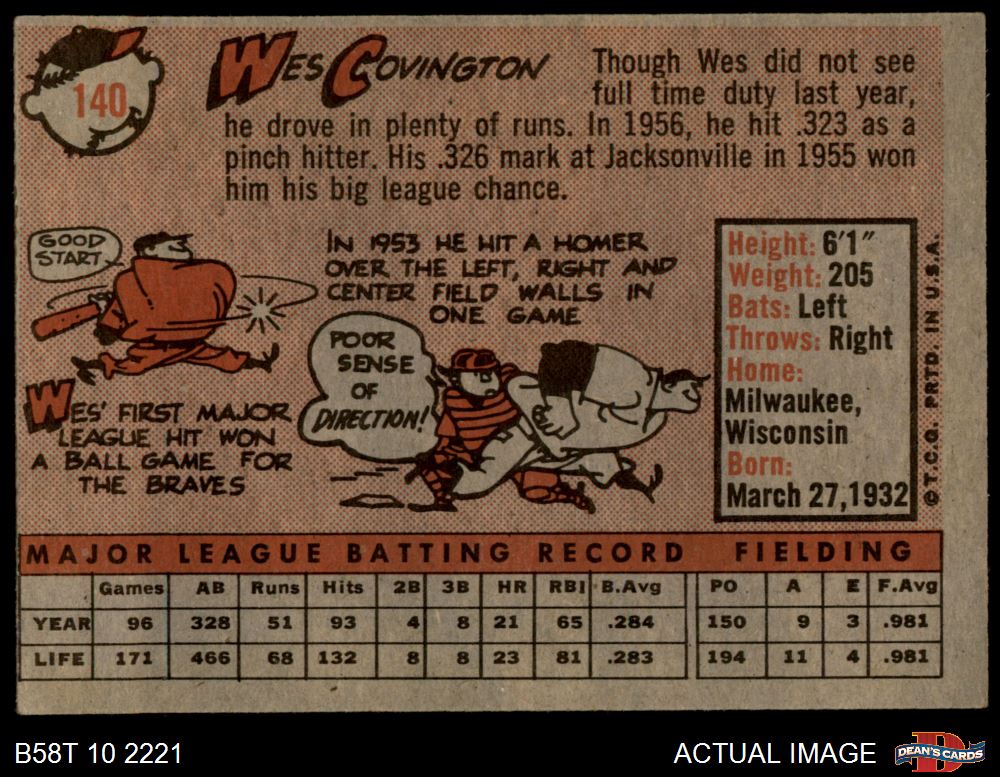 140
WES COVINGTON
Though Wes did not see
full time duty last year,
he drove in plenty of runs. In 1956, he hit .323 as a
pinch hitter. His .326 mark at Jacksonville in 1955 won
him his big league chance.
GOOD
START
WES' FIRST MAJOR
LEAGUE HIT WON
A BALL GAME FOR
THE BRAVES
IN 1953 HE HIT A HOMER
OVER THE LEFT, RIGHT AND
CENTER FIELD WALLS IN
ONE GAME
POOR
SENSE
OF
DIRECTION!
Height: 6'1"
Weight: 205
Bats: Left
Throws: Right
Home:
Milwaukee,
Wisconsin
Born:
March 27, 1932
© T.C.G. PRTD. IN U.S.A.
MAJOR LEAGUE BATTING RECORD FIELDING
Games AB Runs Hits 2B 3B HR RBI B.Avg PO A E F.Avg
YEAR 96 328 51 93 4 8 21 65 .284 150 9 3 .981
LIFE 171 466 68 132 8 8 23 81 .283 194 11 4 .981
B58T 10 2221 ACTUAL IMAGE D DEAN'S CARDS